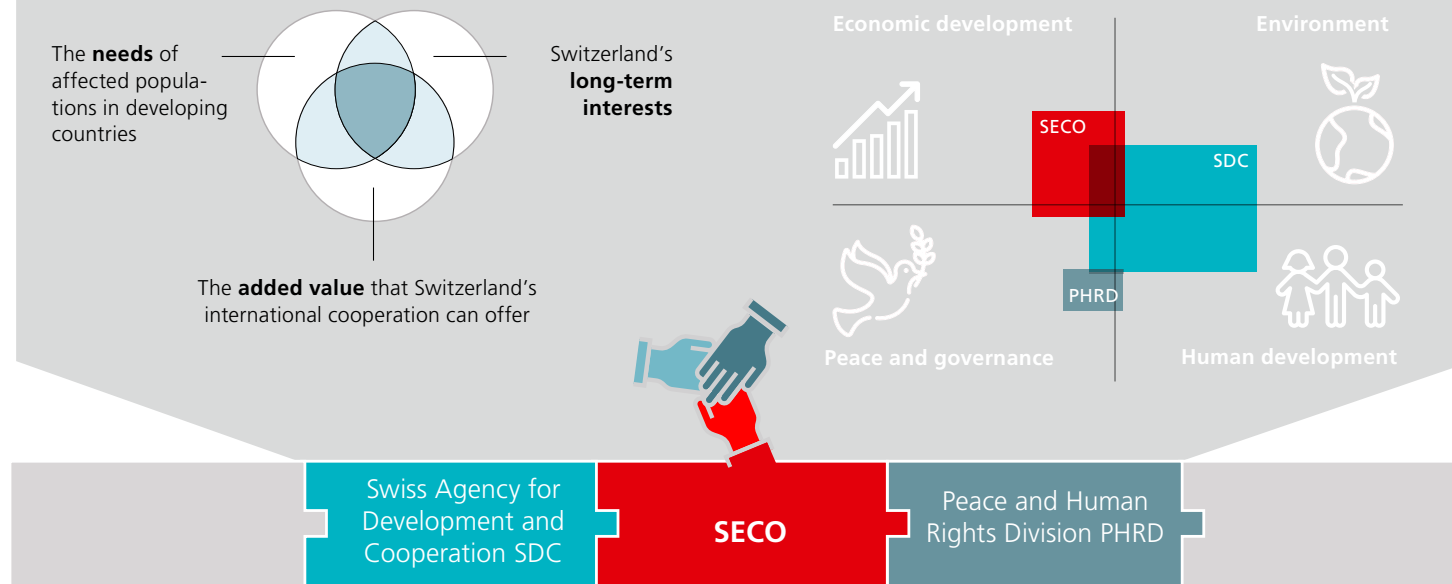 The needs of
affected popula-
tions in developing
countries
Switzerland's
long-term
interests
The added value that Switzerland's
international cooperation can offer
Economic development
Environment
SECO
SDC
PHRD
Peace and governance
Human development
Swiss Agency for
Development and
Cooperation SDC
SECO
Peace and Human
Rights Division PHRD